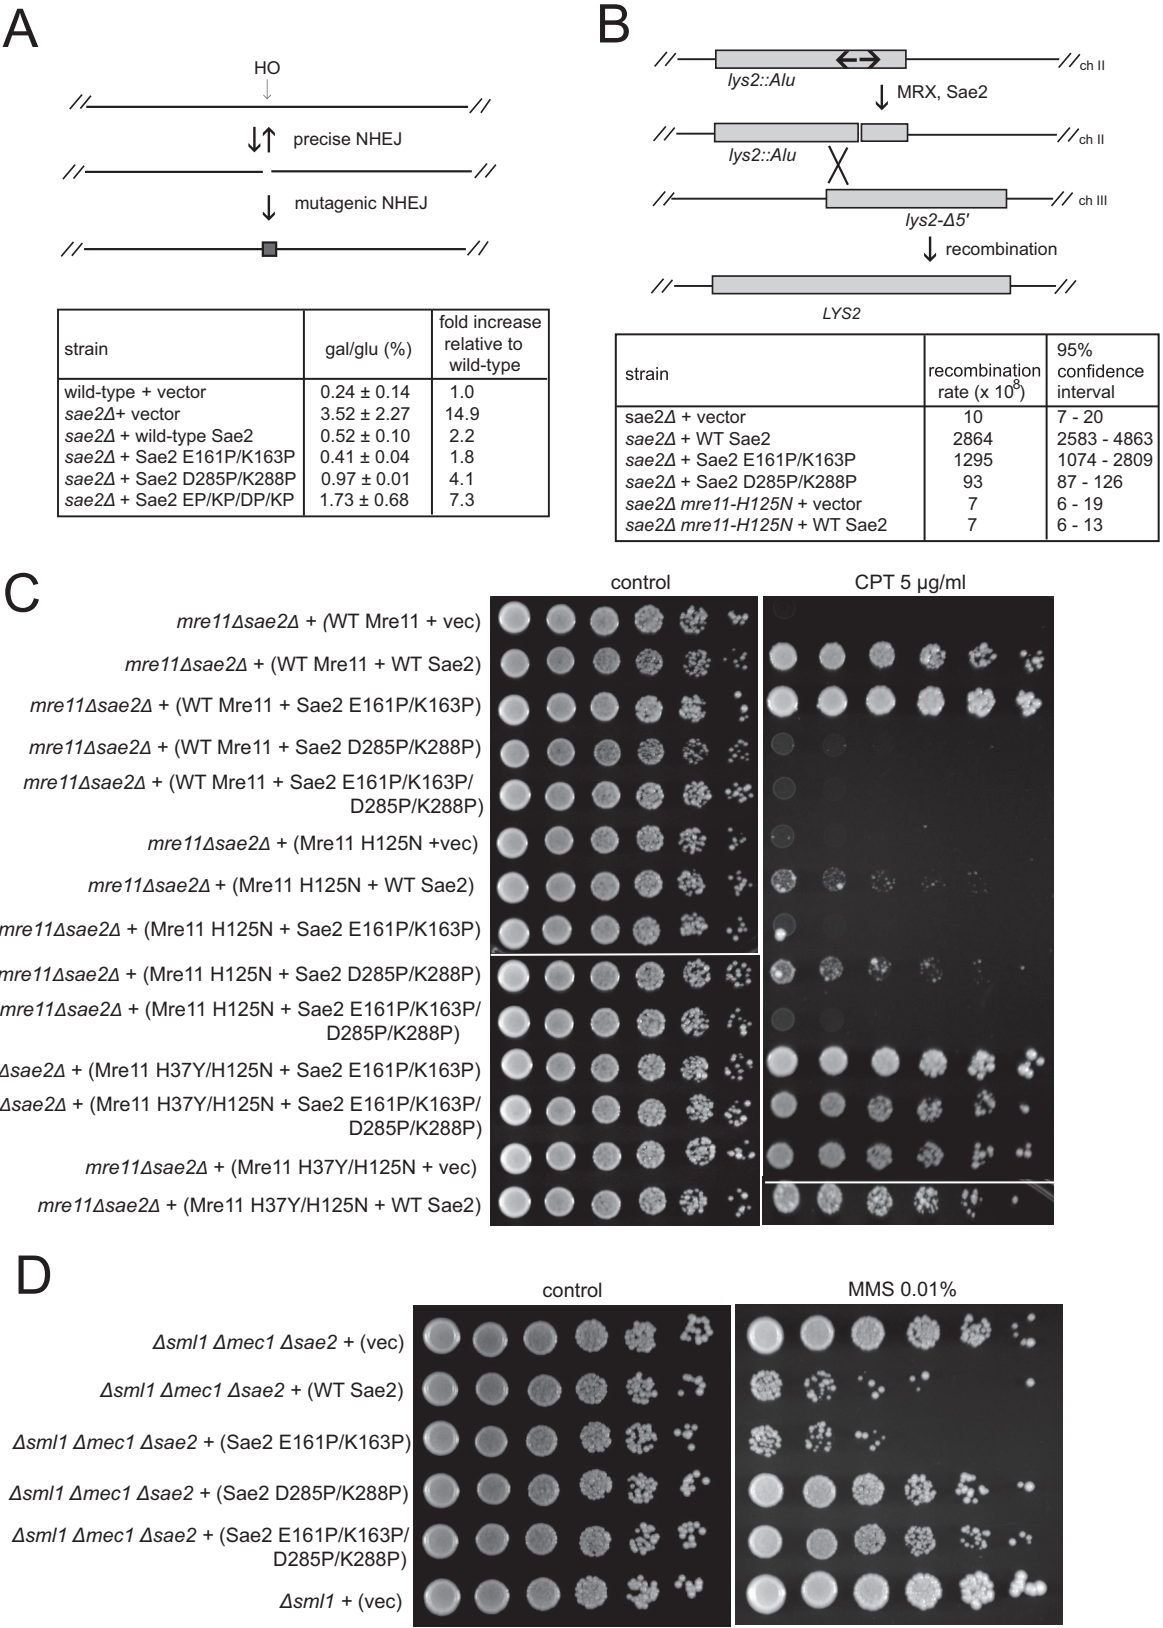 A
HO
precise NHEJ
mutagenic NHEJ
strain gal/glu (%) fold increase relative to wild-type
wild-type + vector 0.24 ± 0.14 1.0
sae2Δ+ vector 3.52 ± 2.27 14.9
sae2Δ + wild-type Sae2 0.52 ± 0.10 2.2
sae2Δ + Sae2 E161P/K163P 0.41 ± 0.04 1.8
sae2Δ + Sae2 D285P/K288P 0.97 ± 0.01 4.1
sae2Δ + Sae2 EP/KP/DP/KP 1.73 ± 0.68 7.3
B
ch II
lys2::Alu
MRX, Sae2
ch II
lys2::Alu
ch III
lys2-Δ5'
recombination
LYS2
strain recombination rate (x 10^8) 95% confidence interval
sae2Δ + vector 10 7 - 20
sae2Δ + WT Sae2 2864 2583 - 4863
sae2Δ + Sae2 E161P/K163P 1295 1074 - 2809
sae2Δ + Sae2 D285P/K288P 93 87 - 126
sae2Δ mre11-H125N + vector 7 6 - 19
sae2Δ mre11-H125N + WT Sae2 7 6 - 13
C
control CPT 5 µg/ml
mre11Δsae2Δ + (WT Mre11 + vec)
mre11Δsae2Δ + (WT Mre11 + WT Sae2)
mre11Δsae2Δ + (WT Mre11 + Sae2 E161P/K163P)
mre11Δsae2Δ + (WT Mre11 + Sae2 D285P/K288P)
mre11Δsae2Δ + (WT Mre11 + Sae2 E161P/K163P/
D285P/K288P)
mre11Δsae2Δ + (Mre11 H125N +vec)
mre11Δsae2Δ + (Mre11 H125N + WT Sae2)
mre11Δsae2Δ + (Mre11 H125N + Sae2 E161P/K163P)
mre11Δsae2Δ + (Mre11 H125N + Sae2 D285P/K288P)
mre11Δsae2Δ + (Mre11 H125N + Sae2 E161P/K163P/
D285P/K288P)
Δsae2Δ + (Mre11 H37Y/H125N + Sae2 E161P/K163P)
Δsae2Δ + (Mre11 H37Y/H125N + Sae2 E161P/K163P/
D285P/K288P)
mre11Δsae2Δ + (Mre11 H37Y/H125N + vec)
mre11Δsae2Δ + (Mre11 H37Y/H125N + WT Sae2)
D
control MMS 0.01%
Δsml1 Δmec1 Δsae2 + (vec)
Δsml1 Δmec1 Δsae2 + (WT Sae2)
Δsml1 Δmec1 Δsae2 + (Sae2 E161P/K163P)
Δsml1 Δmec1 Δsae2 + (Sae2 D285P/K288P)
Δsml1 Δmec1 Δsae2 + (Sae2 E161P/K163P/
D285P/K288P)
Δsml1 + (vec)